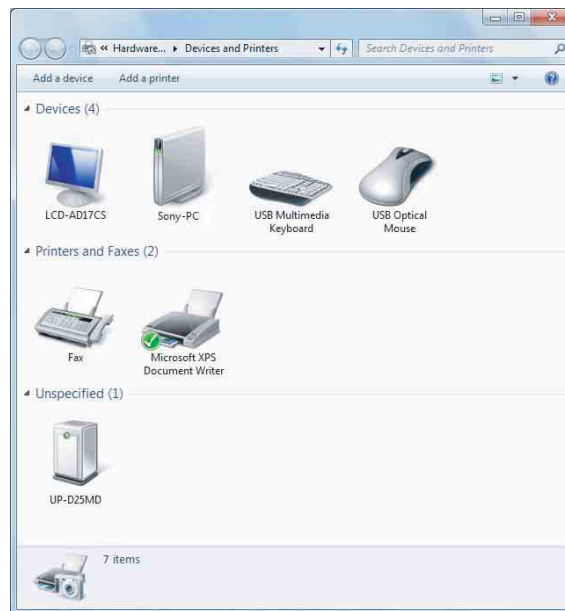 « Hardware... ▸ Devices and Printers
Search Devices and Printers
Add a device Add a printer
Devices (4)
LCD-AD17CS Sony-PC USB Multimedia Keyboard USB Optical Mouse
Printers and Faxes (2)
Fax Microsoft XPS Document Writer
Unspecified (1)
UP-D25MD
7 items